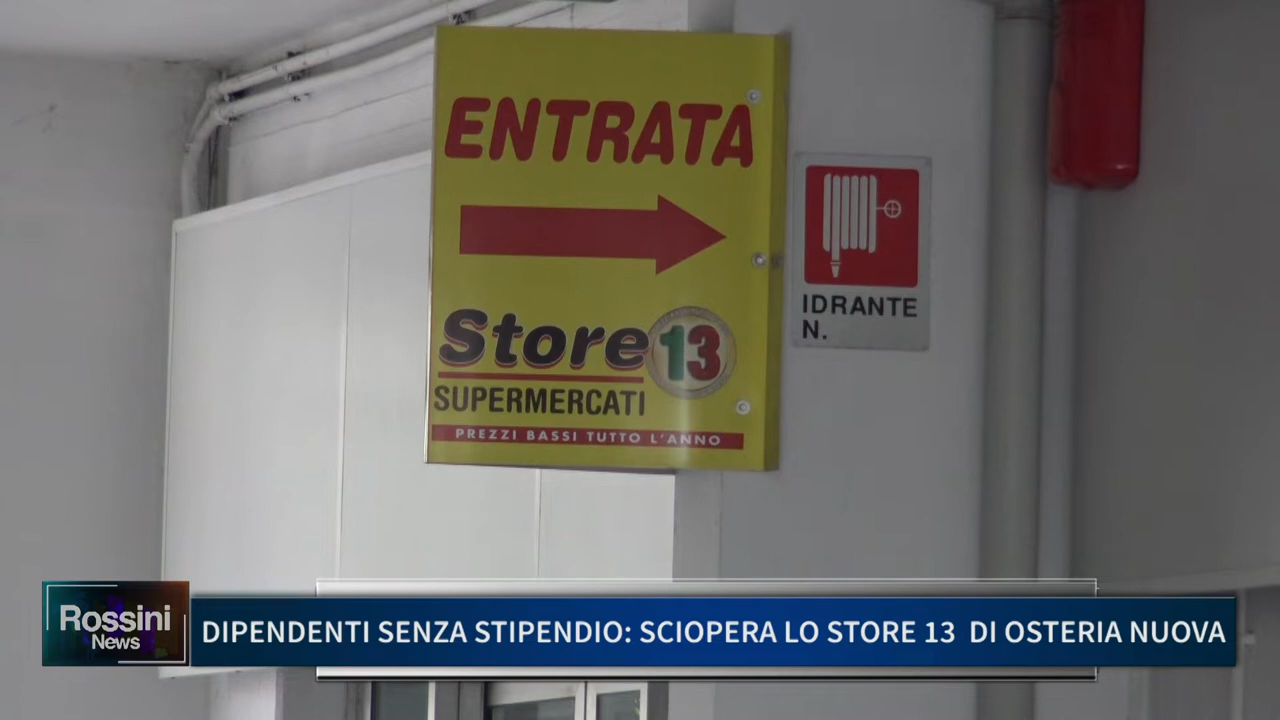 ENTRATA
Store 13
SUPERMERCATI
PREZZI BASSI TUTTO L'ANNO
IDRANTE
N.
Rossini
News
DIPENDENTI SENZA STIPENDIO: SCIOPERA LO STORE 13 DI OSTERIA NUOVA